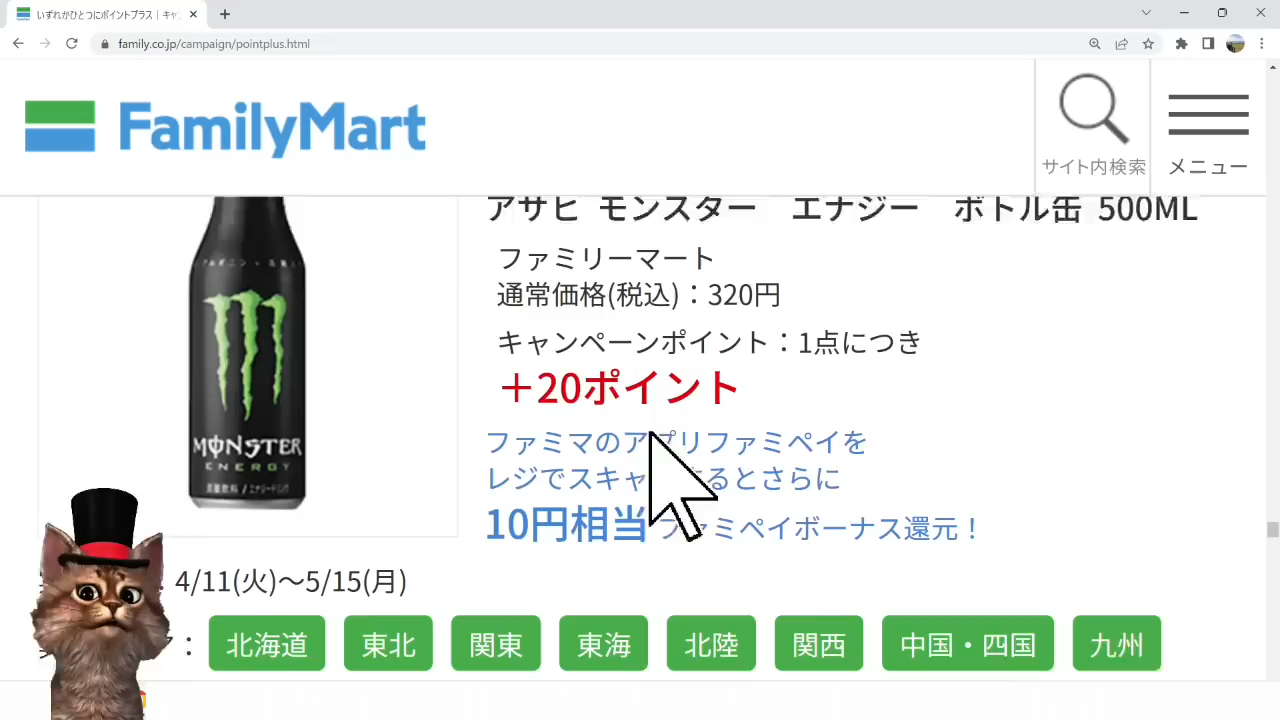 いずれかひとつにポイントプラス｜キャン
family.co.jp/campaign/pointplus.html
FamilyMart
サイト内検索
メニュー
アサヒ モンスター エナジー ボトル缶 500ML
ファミリーマート
通常価格(税込)：320円
キャンペーンポイント：1点につき
＋20ポイント
ファミマのアプリファミペイを
レジでスキャ るとさらに
10円相当 ァミペイボーナス還元！
MONSTER
ENERGY
4/11(火)～5/15(月)
：
北海道
東北
関東
東海
北陸
関西
中国・四国
九州